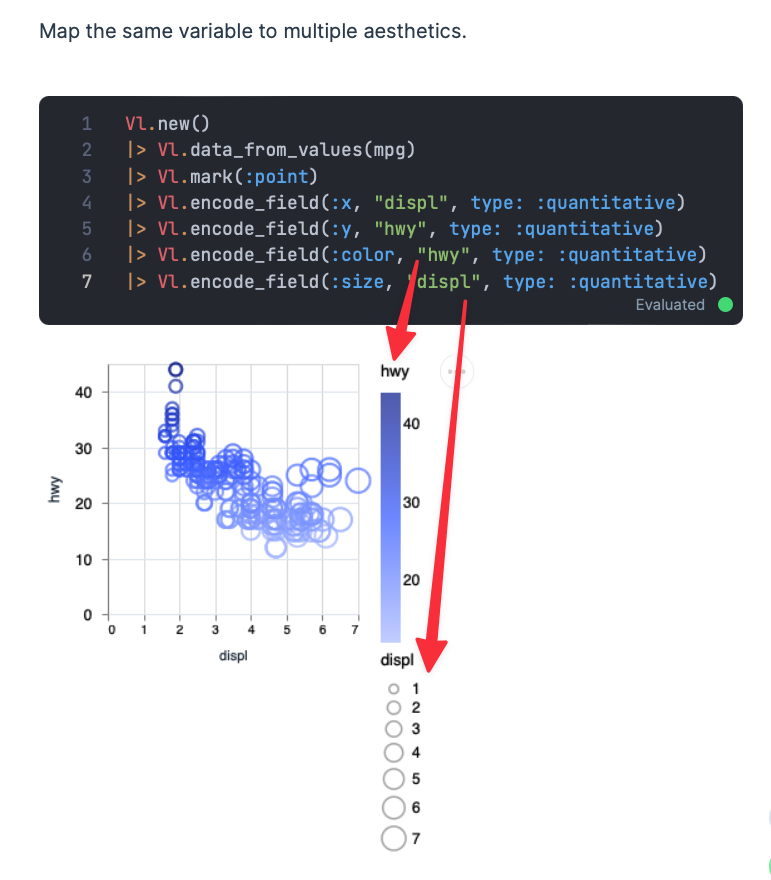 Map the same variable to multiple aesthetics.
1 Vl.new()
2 |> Vl.data_from_values(mpg)
3 |> Vl.mark(:point)
4 |> Vl.encode_field(:x, "displ", type: :quantitative)
5 |> Vl.encode_field(:y, "hwy", type: :quantitative)
6 |> Vl.encode_field(:color, "hwy", type: :quantitative)
7 |> Vl.encode_field(:size, "displ", type: :quantitative)
Evaluated
hwy
40
30
20
10
0
0 1 2 3 4 5 6 7
displ
hwy
40
30
20
displ
1
2
3
4
5
6
7